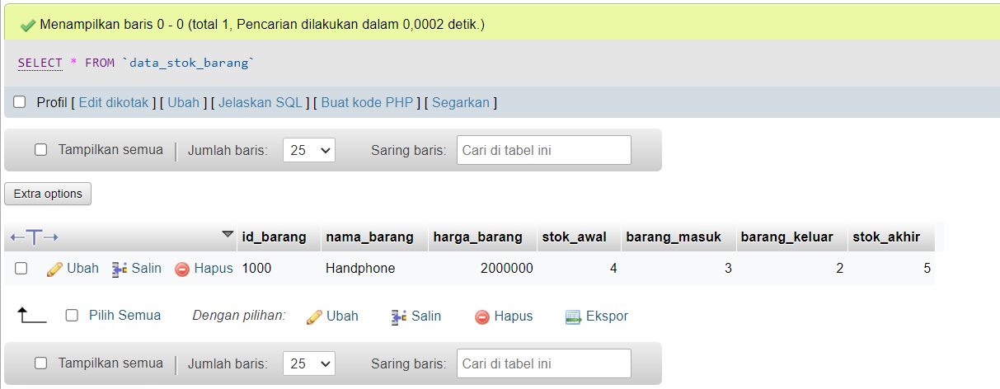 Menampilkan baris 0 - 0 (total 1, Pencarian dilakukan dalam 0,0002 detik.)
SELECT * FROM `data_stok_barang`
Profil [ Edit dikotak ] [ Ubah ] [ Jelaskan SQL ] [ Buat kode PHP ] [ Segarkan ]
Tampilkan semua Jumlah baris: 25 Saring baris: Cari di tabel ini
Extra options
id_barang nama_barang harga_barang stok_awal barang_masuk barang_keluar stok_akhir
Ubah Salin Hapus 1000 Handphone 2000000 4 3 2 5
Pilih Semua Dengan pilihan: Ubah Salin Hapus Ekspor
Tampilkan semua Jumlah baris: 25 Saring baris: Cari di tabel ini